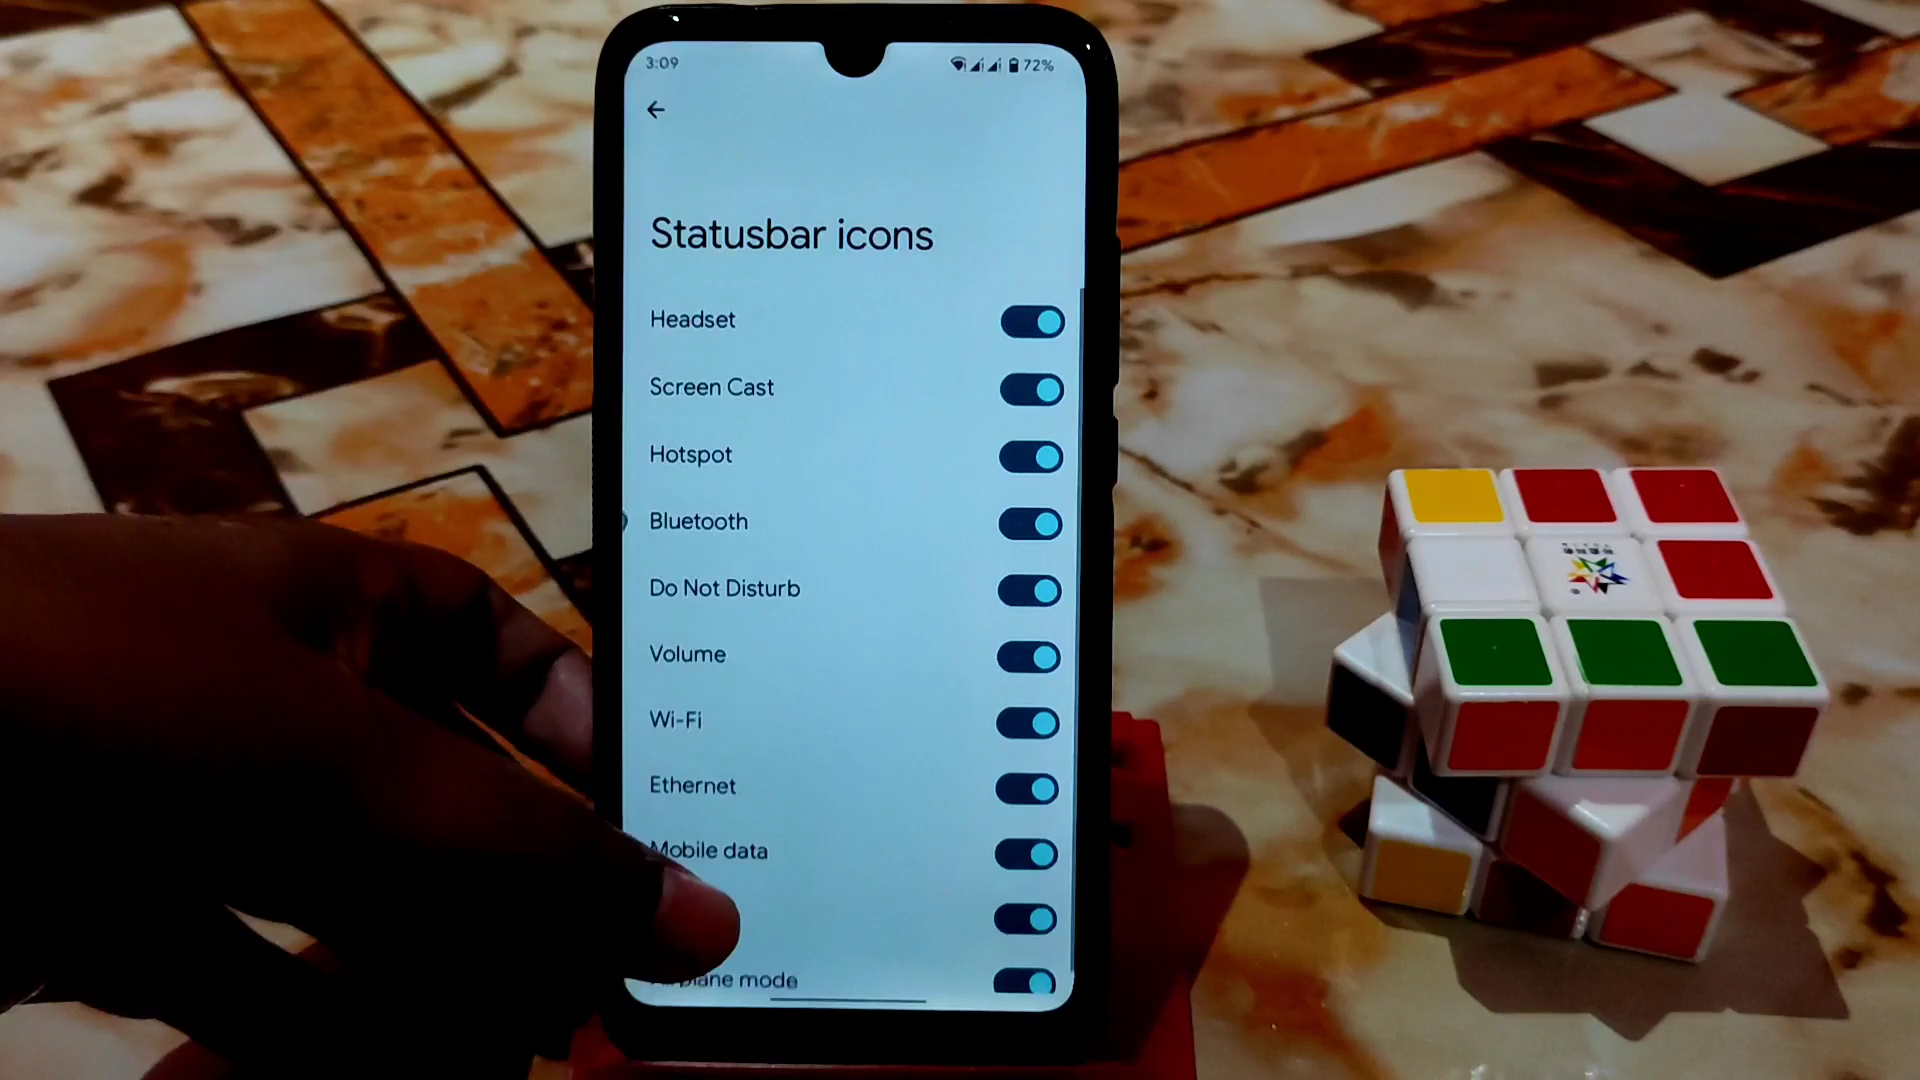 3:09
72%
Statusbar icons
Headset
Screen Cast
Hotspot
Bluetooth
Do Not Disturb
Volume
Wi-Fi
Ethernet
Mobile data
mode